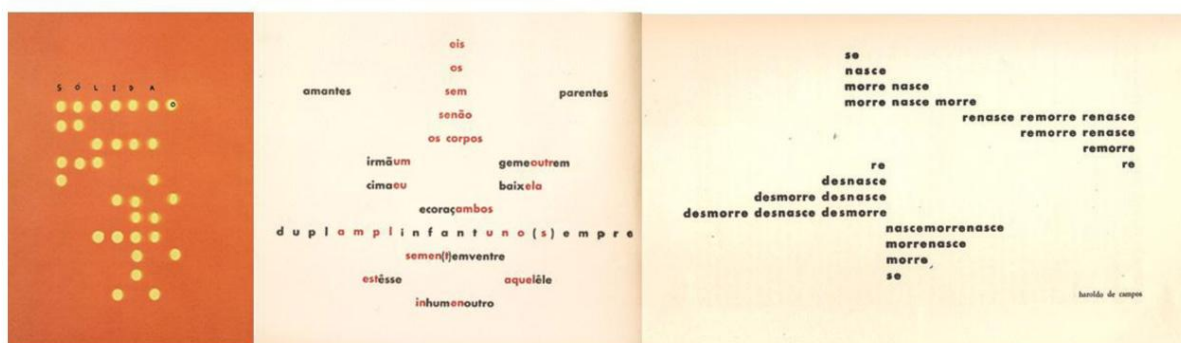 SÓLIDA
O
eis
os
amantes sem parentes
senão
os corpos
irmãum gemeoutrem
cimaeu baixela
ecoraçambos
duplamplinfantuno(s)empre
semen(t)emventre
estêsse aquelêle
inhumenoutro
se
nasce
morre nasce
morre nasce morre
renasce remorre renasce
remorre renasce
remorre
re
re
desnasce
desmorre desnasce
desmorre desnasce desmorre
nascemorrenasce
morrenasce
morre
se
haroldo de campos